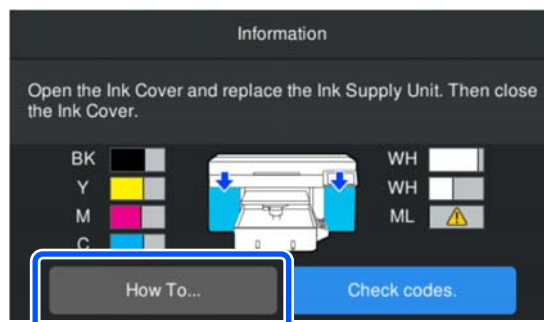 Information
Open the Ink Cover and replace the Ink Supply Unit. Then close
the Ink Cover.
BK
WH
Y
WH
M
ML
C
How To...
Check codes.